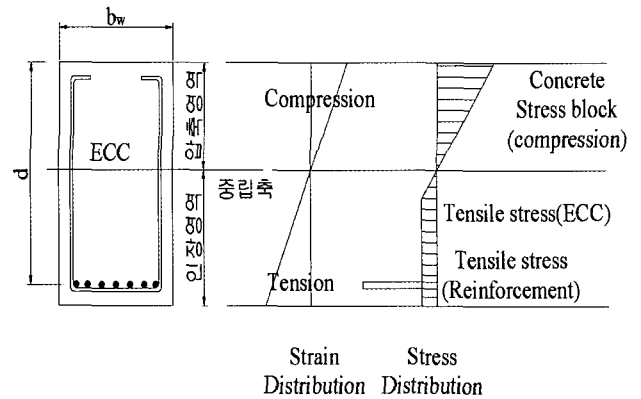 b_w
압축영역
Compression
Concrete
Stress block
(compression)
ECC
d
중립축
인장영역
Tensile stress(ECC)
Tensile stress
(Reinforcement)
Tension
Strain
Distribution
Stress
Distribution